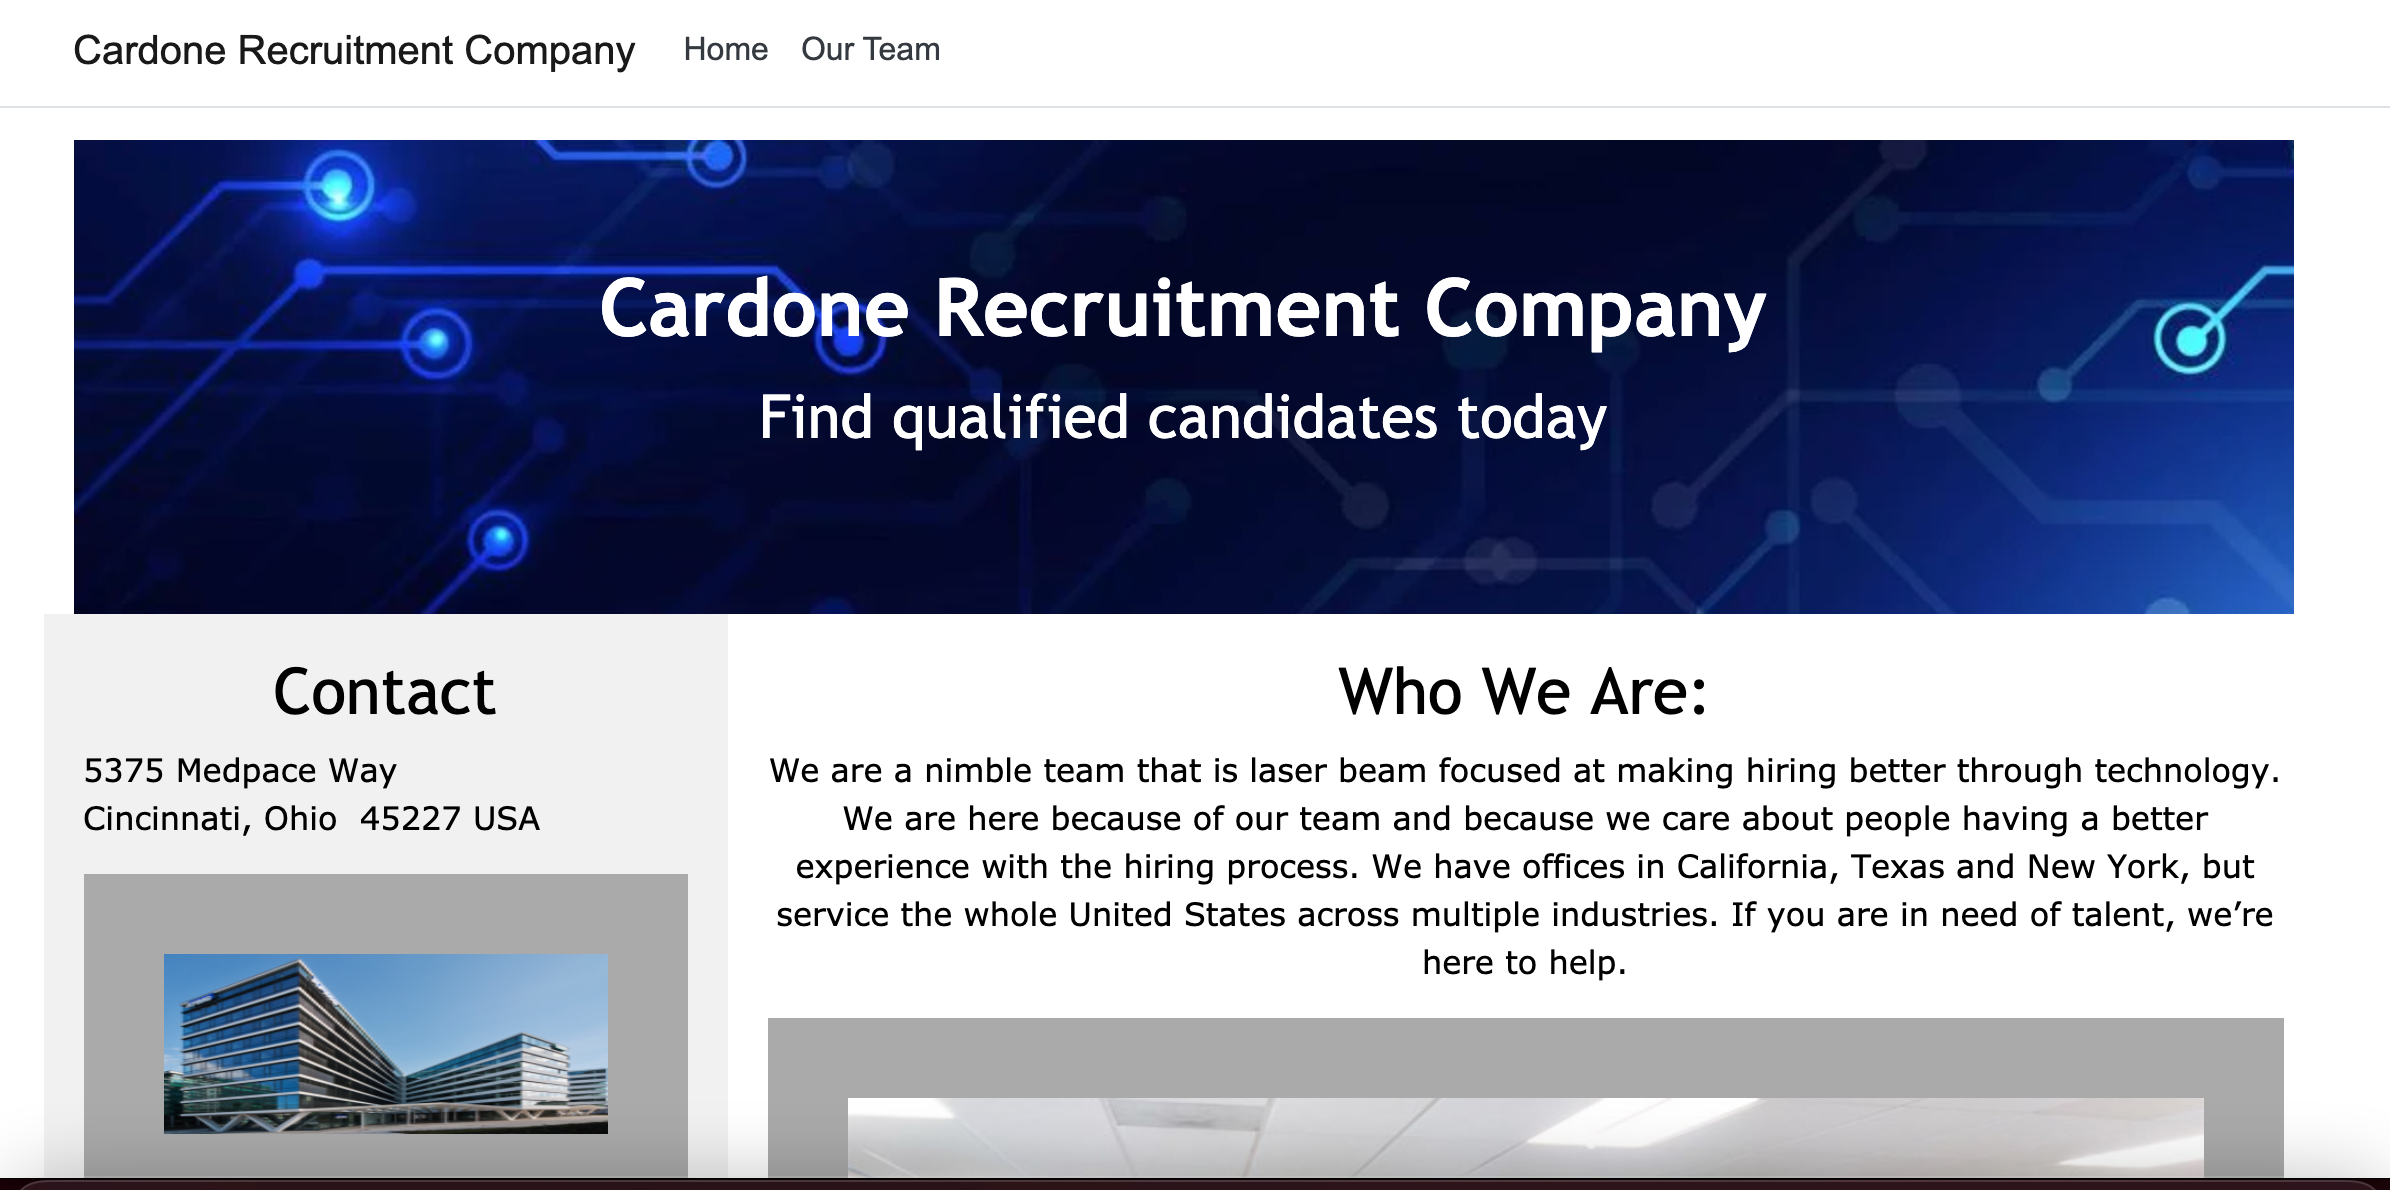 Cardone Recruitment Company Home Our Team
Cardone Recruitment Company
Find qualified candidates today
Contact
5375 Medpace Way
Cincinnati, Ohio  45227 USA
Who We Are:
We are a nimble team that is laser beam focused at making hiring better through technology.
We are here because of our team and because we care about people having a better
experience with the hiring process. We have offices in California, Texas and New York, but
service the whole United States across multiple industries. If you are in need of talent, we’re
here to help.